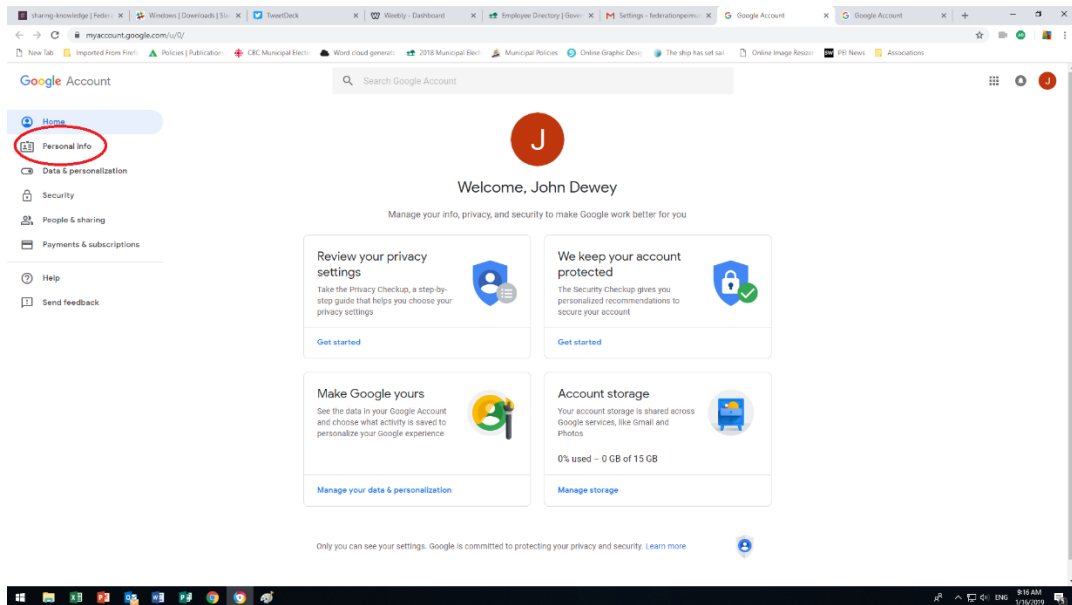 sharing-knowledge | Feder
Windows | Downloads | Sla
TweetDeck
Weebly - Dashboard
Employee Directory | Gover
Settings - federationpeimu
Google Account
Google Account
myaccount.google.com/u/0/
New Tab
Imported From Firef
Policies | Publication
CBC Municipal Electi
Word cloud generat
2018 Municipal Elect
Municipal Policies
Online Graphic Desig
The ship has set sail
Online Image Resizer
SW PEI News
Associations
Google Account
Search Google Account
J
Home
Personal info
Data & personalization
Security
People & sharing
Payments & subscriptions
Help
Send feedback
J
Welcome, John Dewey
Manage your info, privacy, and security to make Google work better for you
Review your privacy
settings
Take the Privacy Checkup, a step-by-
step guide that helps you choose your
privacy settings
Get started
We keep your account
protected
The Security Checkup gives you
personalized recommendations to
secure your account
Get started
Make Google yours
See the data in your Google Account
and choose what activity is saved to
personalize your Google experience
Manage your data & personalization
Account storage
Your account storage is shared across
Google services, like Gmail and
Photos
0% used – 0 GB of 15 GB
Manage storage
Only you can see your settings. Google is committed to protecting your privacy and security. Learn more
ENG
9:16 AM
1/16/2019